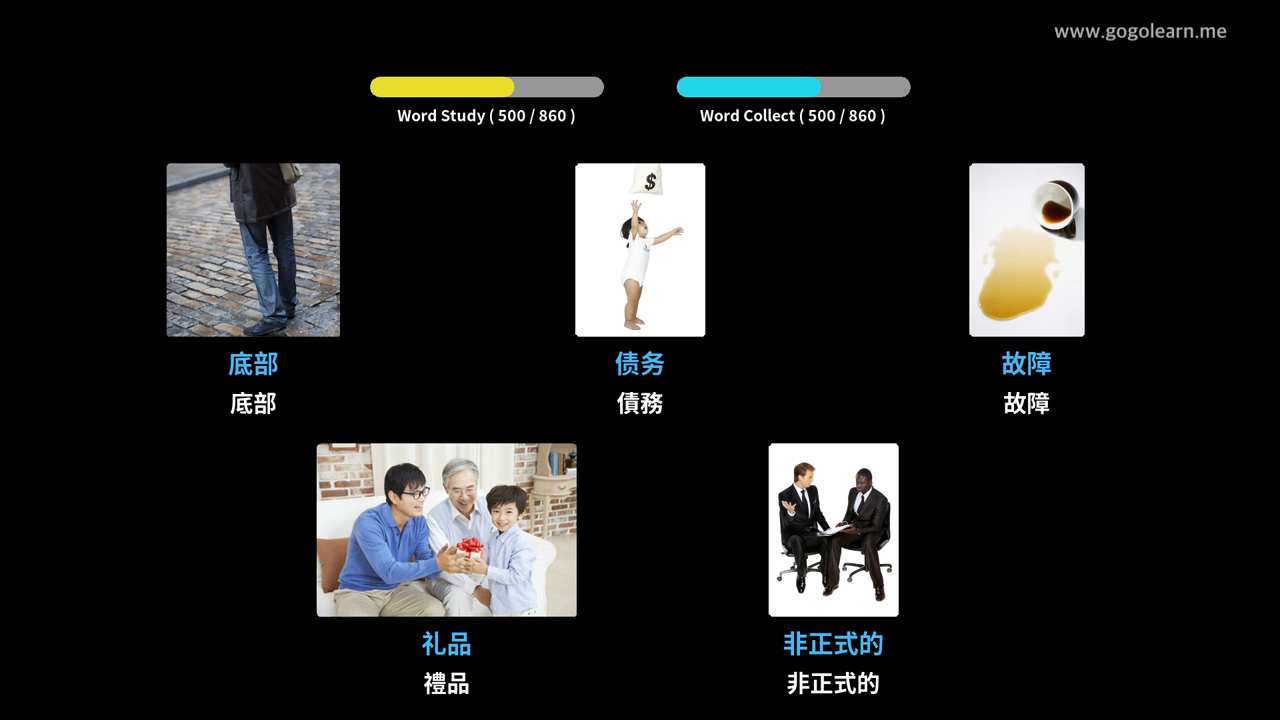 www.gogolearn.me
Word Study ( 500 / 860 )
Word Collect ( 500 / 860 )
$
底部
底部
债务
債務
故障
故障
礼品
禮品
非正式的
非正式的